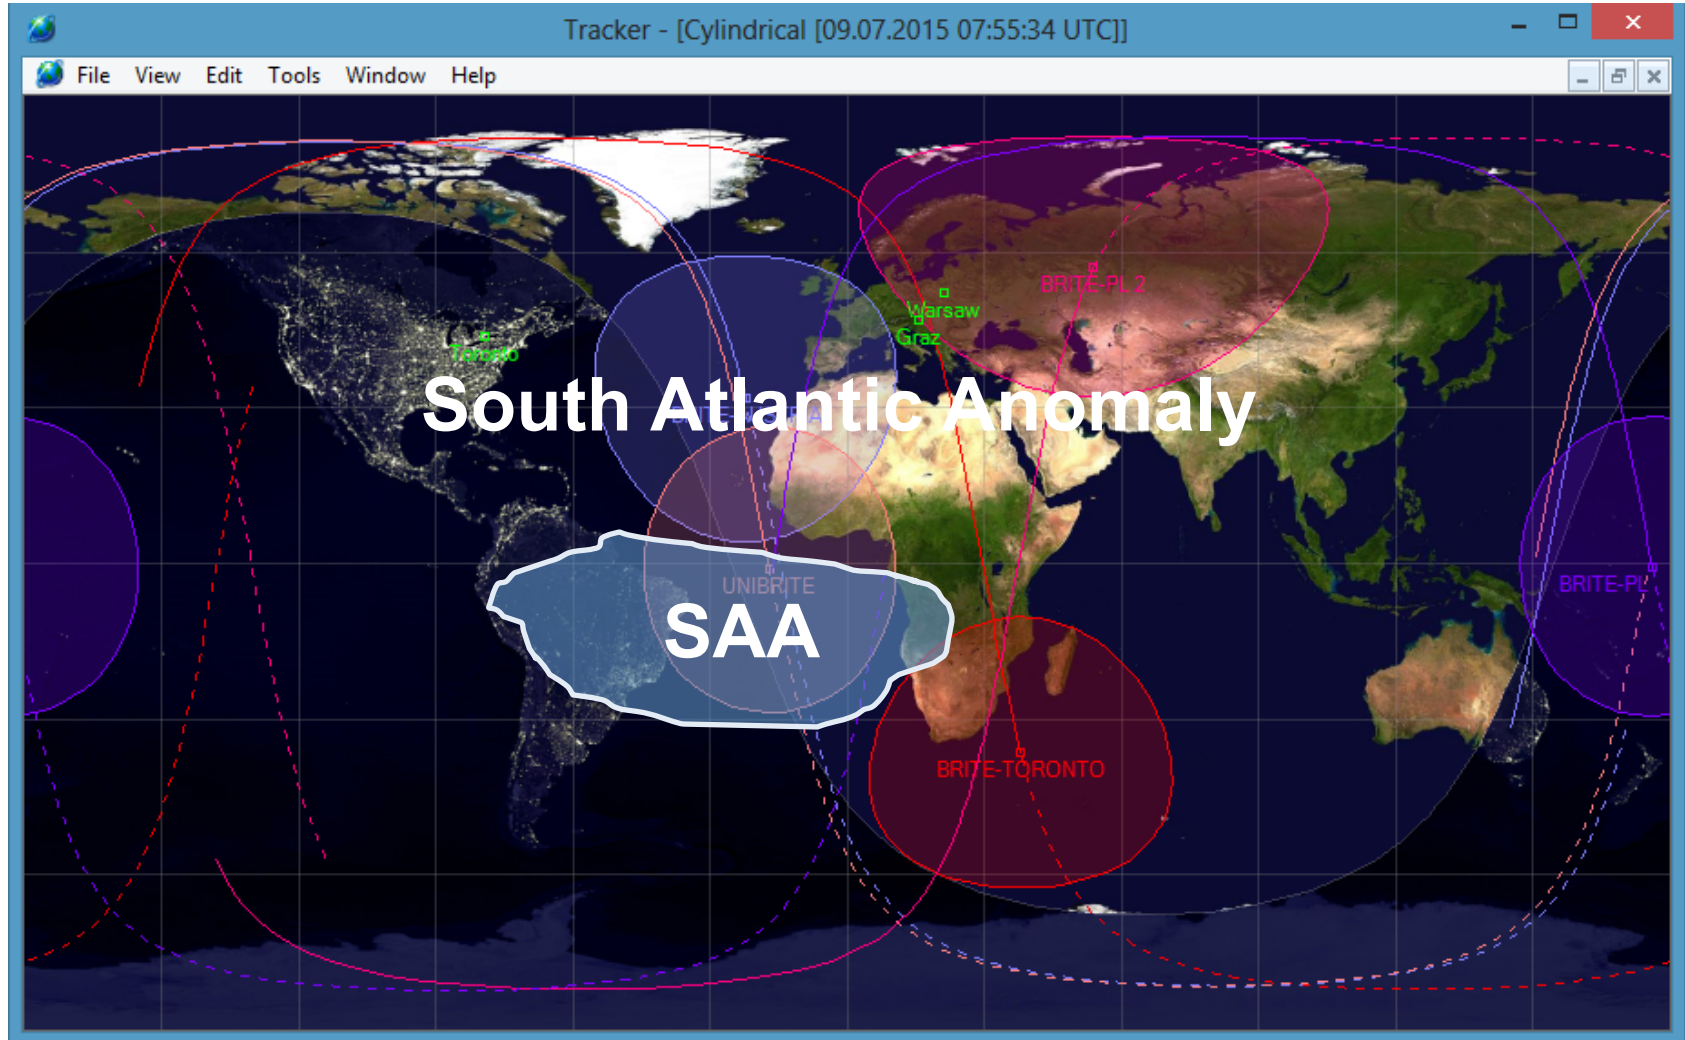 Tracker - [Cylindrical [09.07.2015 07:55:34 UTC]]
File View Edit Tools Window Help
BRITE-PL 2
Warsaw
Graz
Toronto
South Atlantic Anomaly
UNIBRITE
BRITE-PL
SAA
BRITE-TORONTO